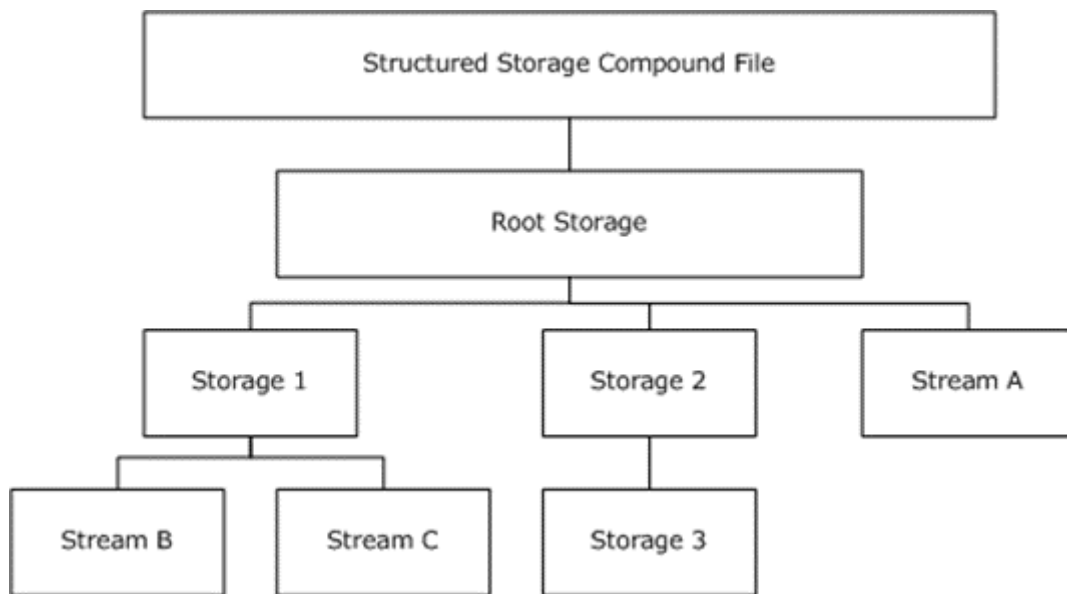 Structured Storage Compound File
Root Storage
Storage 1
Storage 2
Stream A
Stream B
Stream C
Storage 3